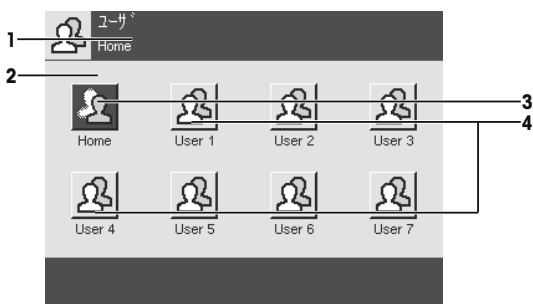 ユーザ
1
Home
2
3
4
Home
User 1
User 2
User 3
User 4
User 5
User 6
User 7